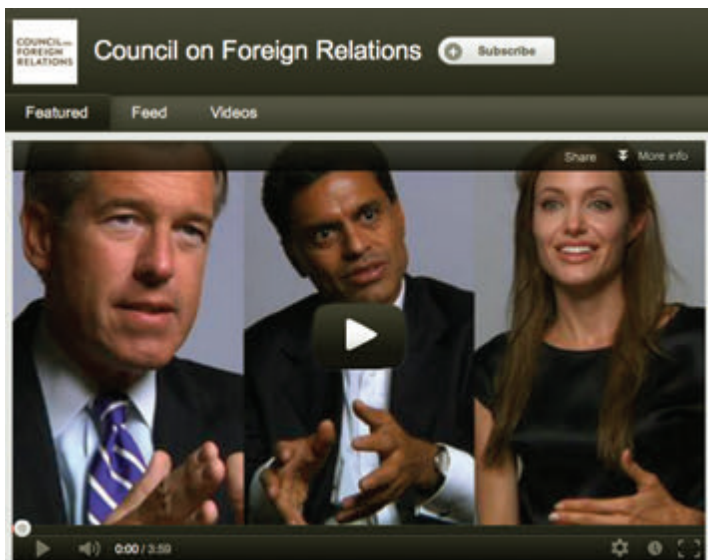 COUNCIL on
FOREIGN
RELATIONS
Council on Foreign Relations
Subscribe
Featured
Feed
Videos
Share
More info
0:00 / 3:59